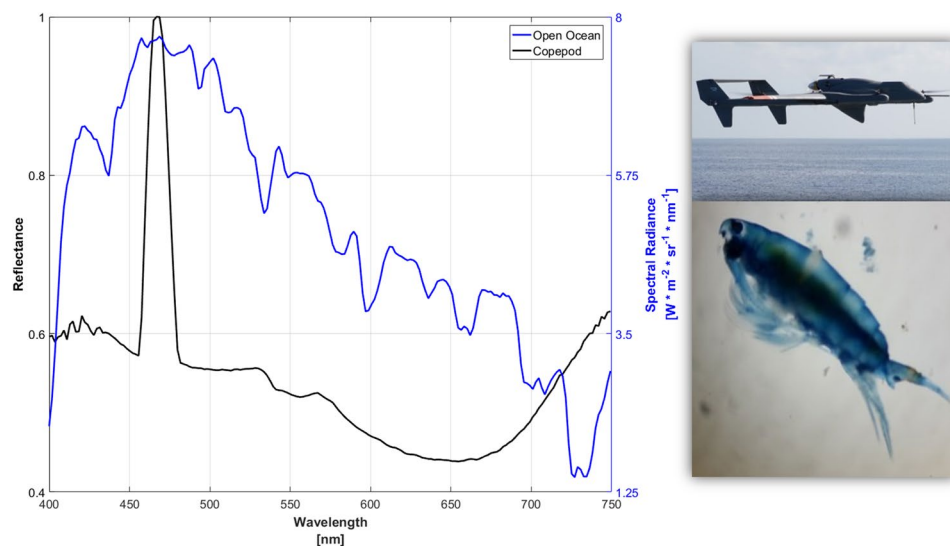 1
0.8
0.6
0.4
Reflectance
400
450
500
550
600
650
700
750
Wavelength
[nm]
Open Ocean
Copepod
8
5.75
3.5
1.25
Spectral Radiance
[W * m-2 * sr-1 * nm-1]